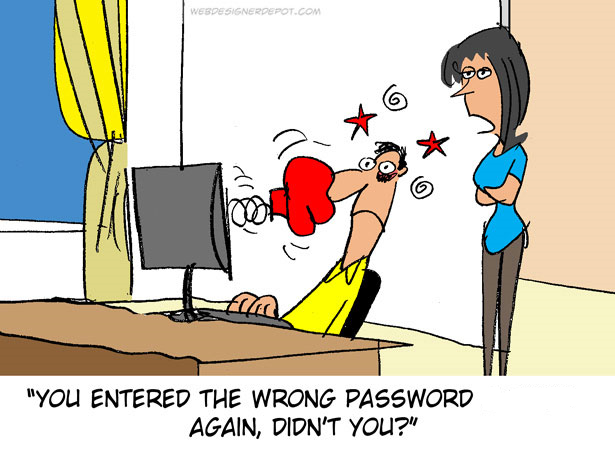 WEBDESIGNERDEPOT.COM
"YOU ENTERED THE WRONG PASSWORD
AGAIN, DIDN'T YOU?"